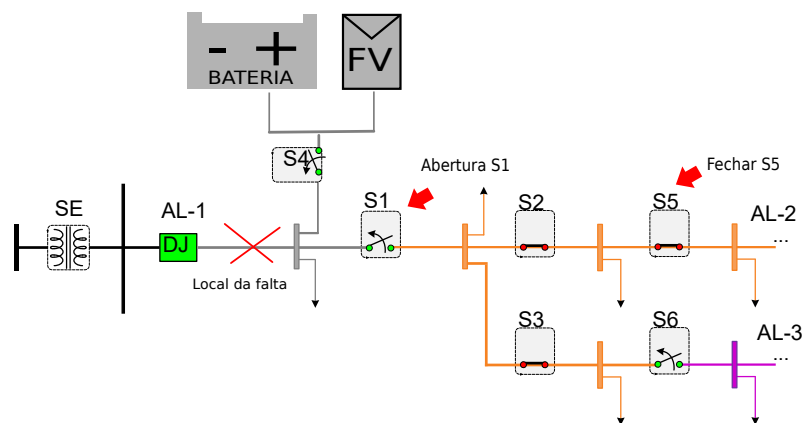 - +
BATERIA
FV
S4
Abertura S1
Fechar S5
SE
AL-1
S1
S2
S5
AL-2
...
DJ
Local da falta
S3
S6
AL-3
...